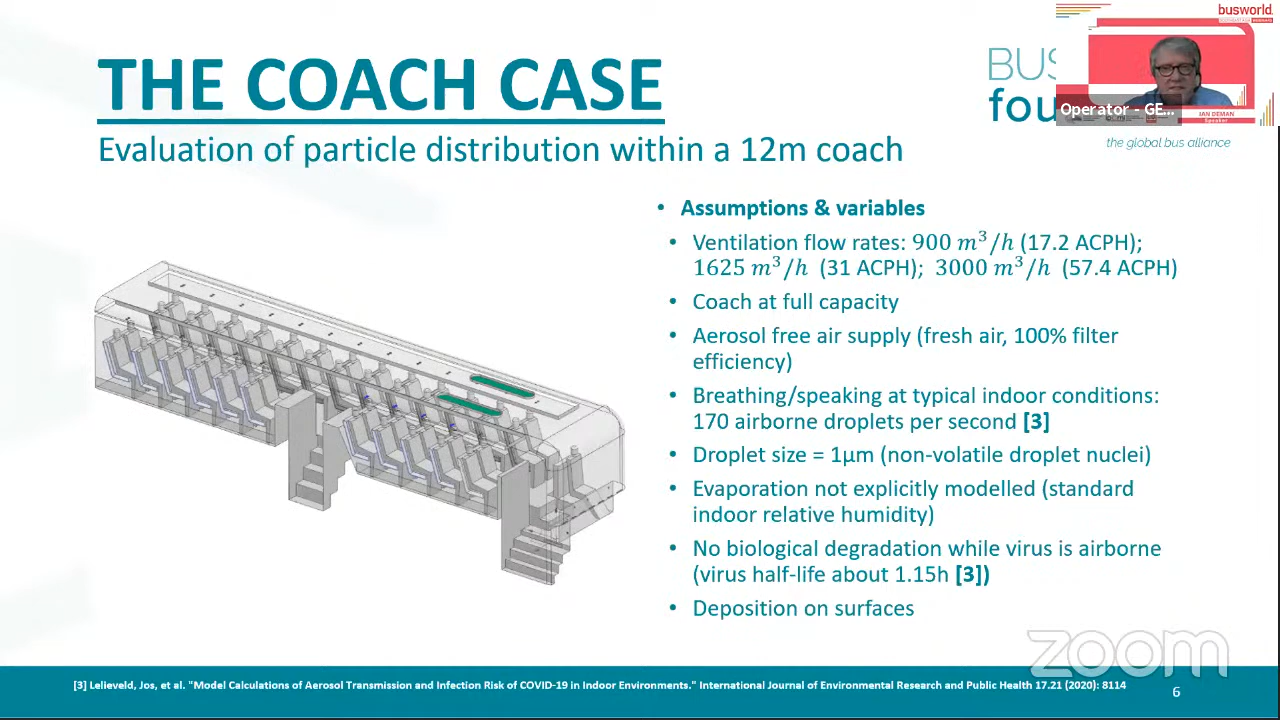 busworld.
THE COACH CASE
BUS
fou
Operator - GE...
JAN DEMAN
Speaker
the global bus alliance
Evaluation of particle distribution within a 12m coach
• Assumptions & variables
• Ventilation flow rates: 900 m³/h (17.2 ACPH);
1625 m³/h (31 ACPH); 3000 m³/h (57.4 ACPH)
• Coach at full capacity
• Aerosol free air supply (fresh air, 100% filter
efficiency)
• Breathing/speaking at typical indoor conditions:
170 airborne droplets per second [3]
• Droplet size = 1µm (non-volatile droplet nuclei)
• Evaporation not explicitly modelled (standard
indoor relative humidity)
• No biological degradation while virus is airborne
(virus half-life about 1.15h [3])
• Deposition on surfaces
zoom
[3] Lelieveld, Jos, et al. "Model Calculations of Aerosol Transmission and Infection Risk of COVID-19 in Indoor Environments." International Journal of Environmental Research and Public Health 17.21 (2020): 8114
6